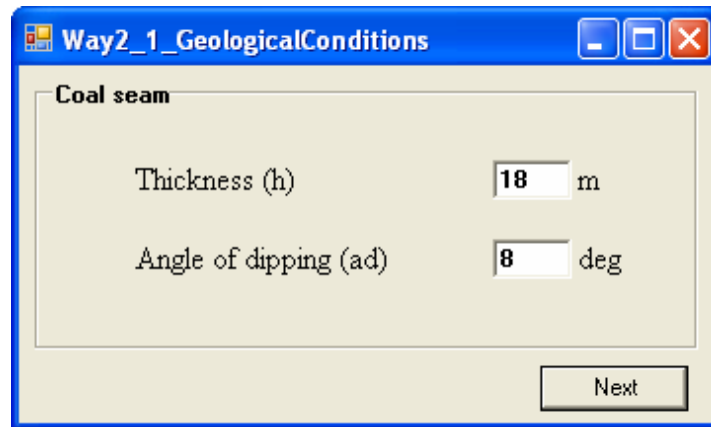 Way2_1_GeologicalConditions
Coal seam
Thickness (h) 18 m
Angle of dipping (ad) 8 deg
Next